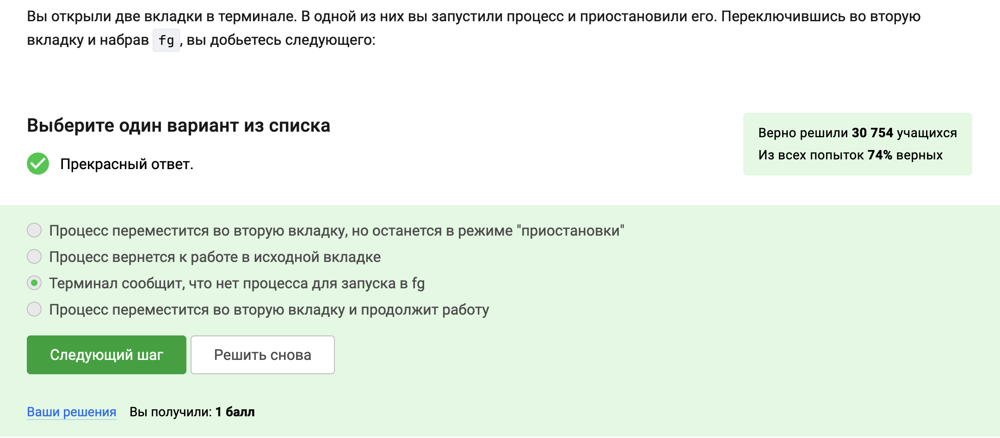 Вы открыли две вкладки в терминале. В одной из них вы запустили процесс и приостановили его. Переключившись во вторую
вкладку и набрав fg, вы добьетесь следующего:
Выберите один вариант из списка
Прекрасный ответ.
Верно решили 30 754 учащихся
Из всех попыток 74% верных
Процесс переместится во вторую вкладку, но останется в режиме "приостановки"
Процесс вернется к работе в исходной вкладке
Терминал сообщит, что нет процесса для запуска в fg
Процесс переместится во вторую вкладку и продолжит работу
Следующий шаг
Решить снова
Ваши решения Вы получили: 1 балл